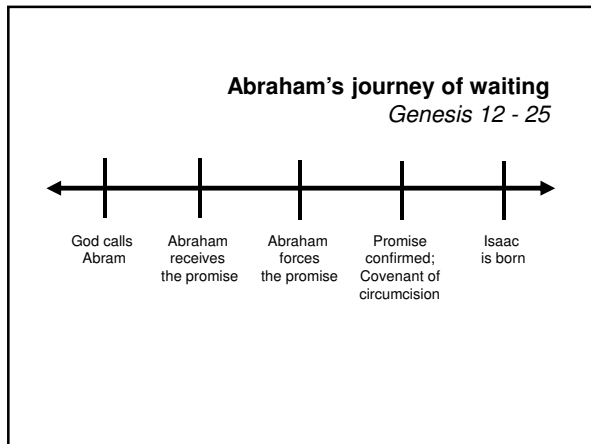 Abraham’s journey of waiting
Genesis 12 - 25
God calls
Abram
Abraham
receives
the promise
Abraham
forces
the promise
Promise
confirmed;
Covenant of
circumcision
Isaac
is born